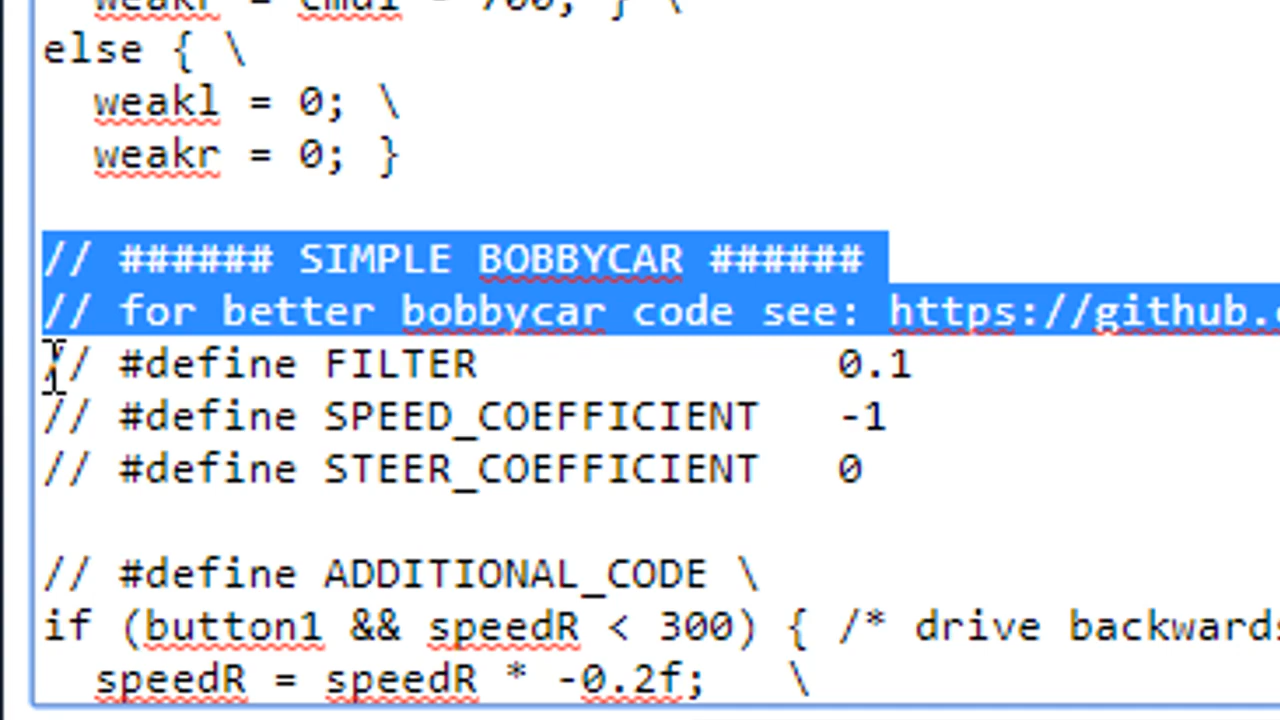 else { \
  weakl = 0; \
  weakr = 0; }
// ###### SIMPLE BOBBYCAR ######
// for better bobbycar code see: https://github.
// #define FILTER                 0.1
// #define SPEED_COEFFICIENT   -1
// #define STEER_COEFFICIENT   0
// #define ADDITIONAL_CODE \
if (button1 && speedR < 300) { /* drive backwards
  speedR = speedR * -0.2f;   \